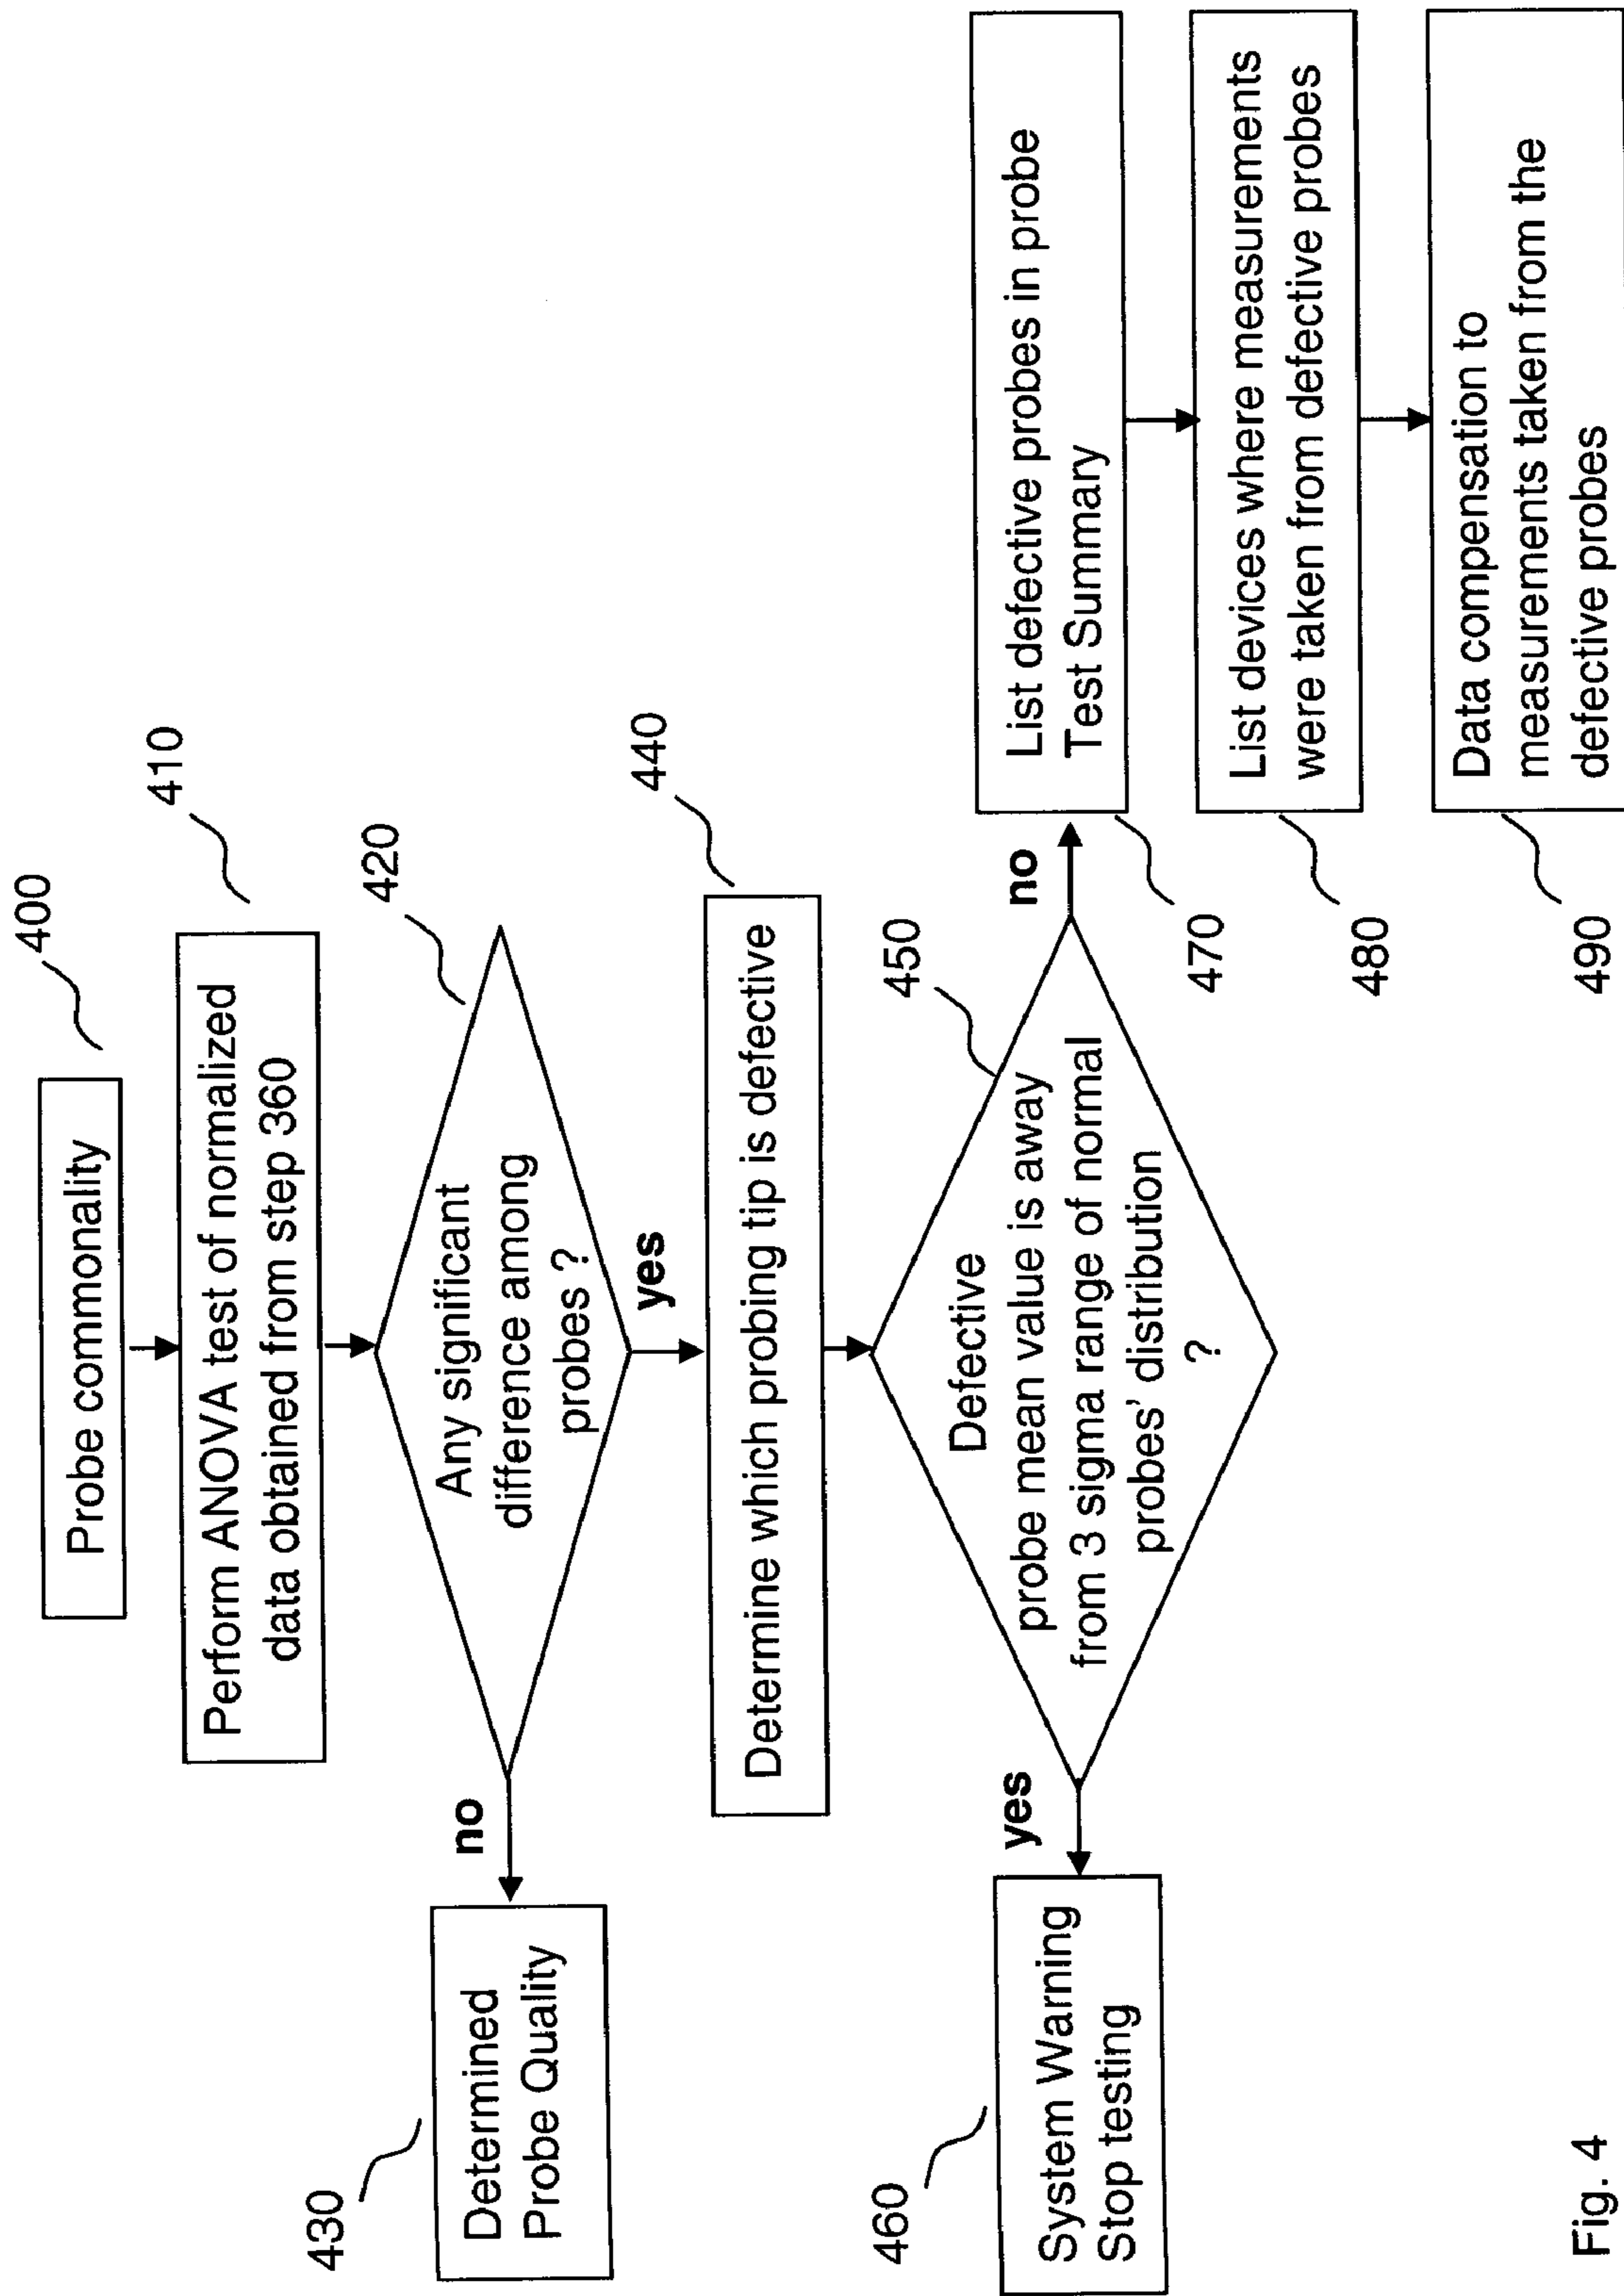 400
Probe commonality
410
Perform ANOVA test of normalized
data obtained from step 360
420
Any significant
difference among
probes ?
no
yes
430
Determined
Probe Quality
440
Determine which probing tip is defective
450
Defective
probe mean value is away
from 3 sigma range of normal
probes' distribution
?
yes
no
460
System Warning
Stop testing
List defective probes in probe
Test Summary
470
List devices where measurements
were taken from defective probes
480
Data compensation to
measurements taken from the
defective probes
490
Fig. 4